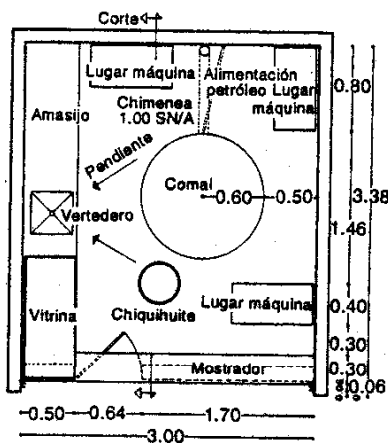 Corte
Lugar máquina
Alimentación
petróleo
Lugar
máquina
Amasijo
Chimenea
1.00 SN/A
0.80
Pendiente
Comal
0.60
0.50
3.38
Vertedero
1.46
Vitrina
Chiquihuite
Lugar máquina
0.40
0.30
Mostrador
0.30
0.06
0.50
0.64
1.70
3.00